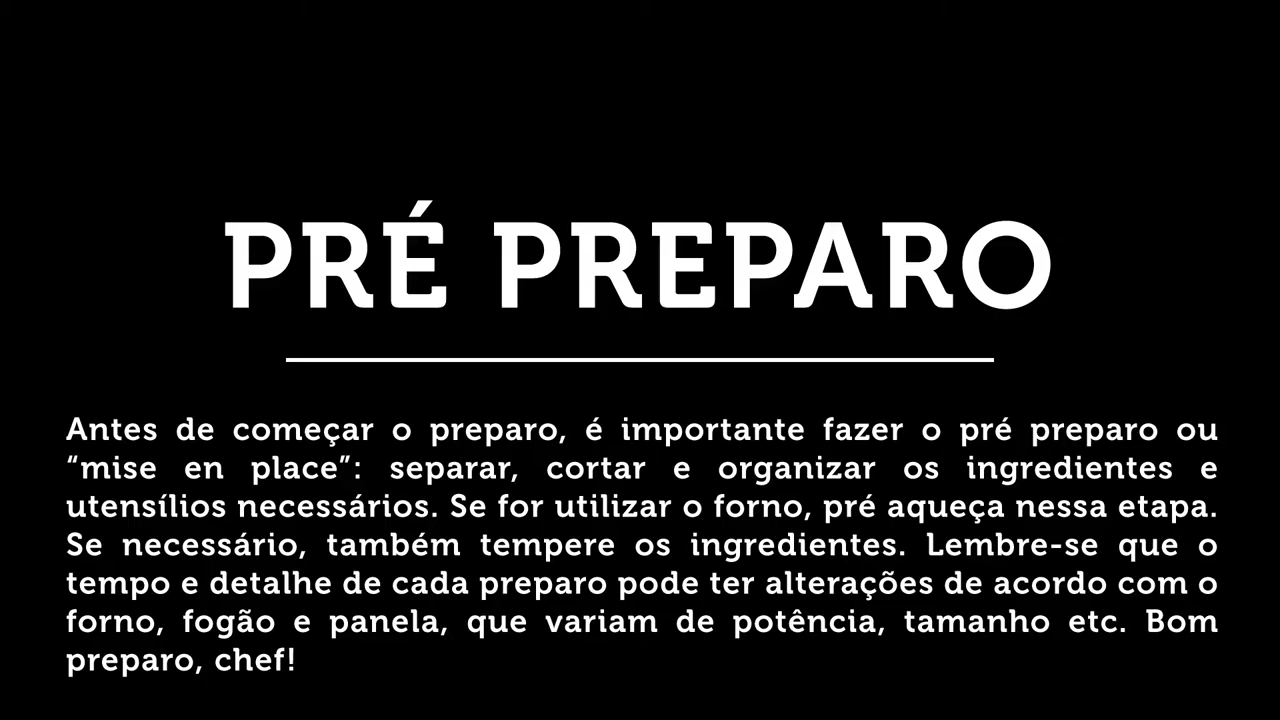 PRÉ PREPARO
Antes de começar o preparo, é importante fazer o pré preparo ou
“mise en place”: separar, cortar e organizar os ingredientes e
utensílios necessários. Se for utilizar o forno, pré aqueça nessa etapa.
Se necessário, também tempere os ingredientes. Lembre-se que o
tempo e detalhe de cada preparo pode ter alterações de acordo com o
forno, fogão e panela, que variam de potência, tamanho etc. Bom
preparo, chef!